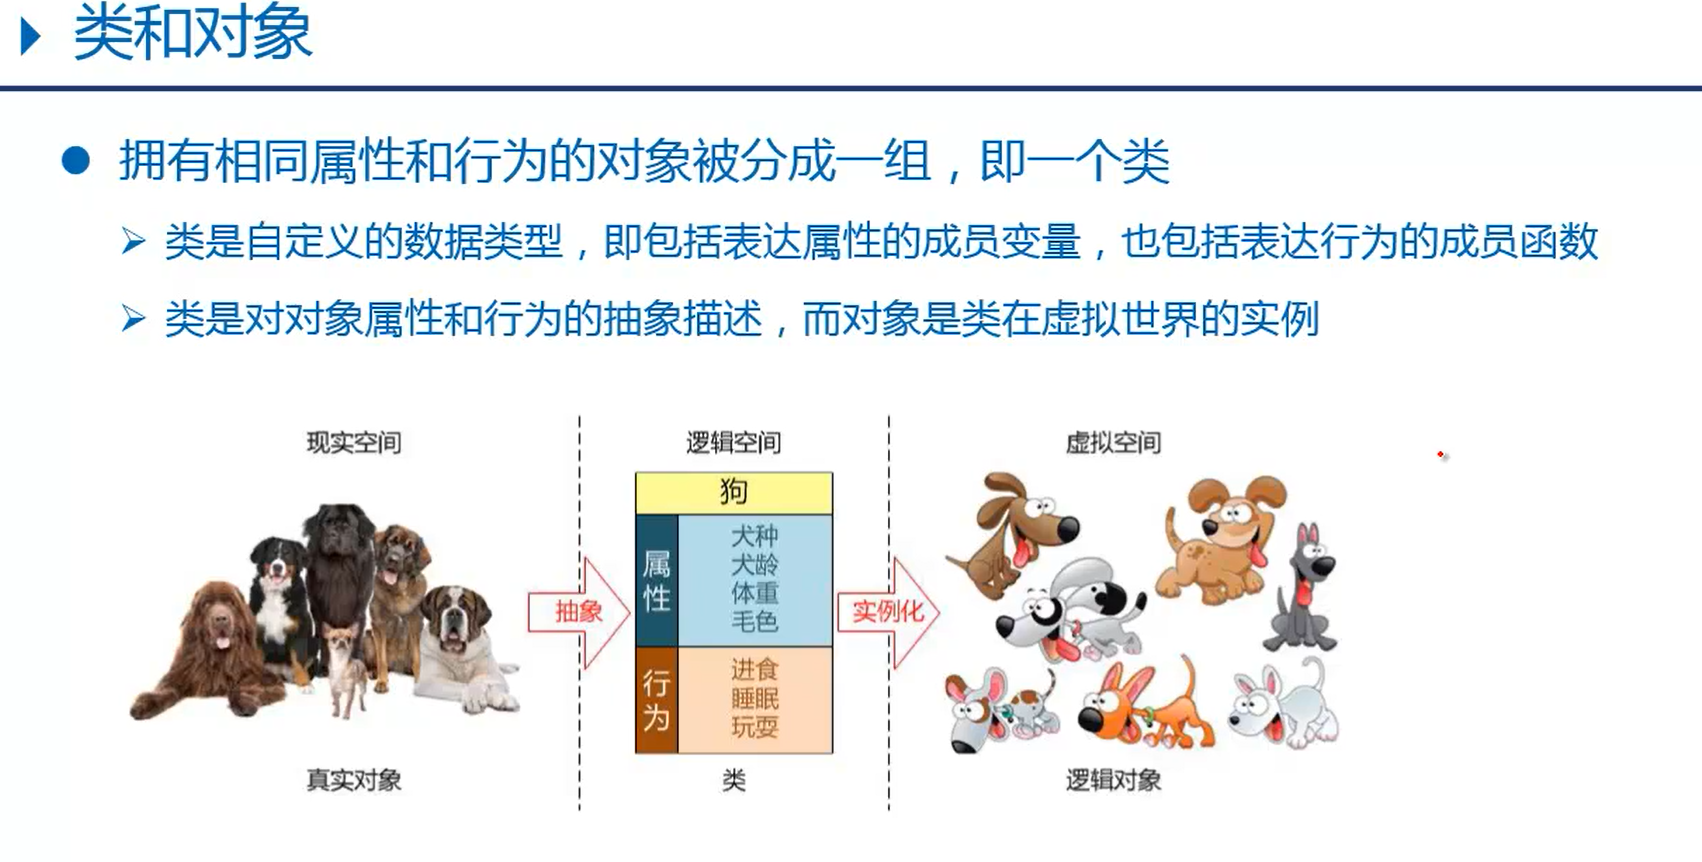 类和对象
拥有相同属性和行为的对象被分成一组，即一个类
类是自定义的数据类型，即包括表达属性的成员变量，也包括表达行为的成员函数
类是对对象属性和行为的抽象描述，而对象是类在虚拟世界的实例
现实空间
逻辑空间
虚拟空间
狗
属性
犬种
犬龄
体重
毛色
抽象
实例化
行为
进食
睡眠
玩耍
真实对象
类
逻辑对象